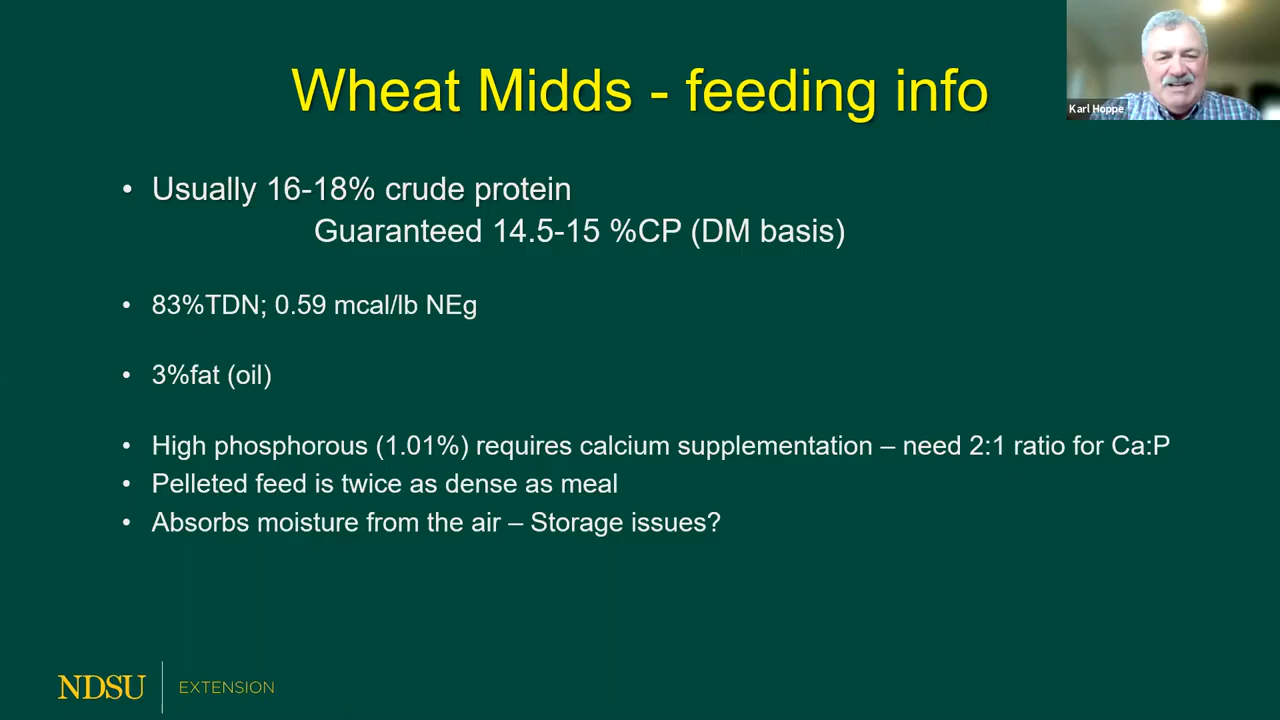 Wheat Midds - feeding info
Karl Hoppe
• Usually 16-18% crude protein
Guaranteed 14.5-15 %CP (DM basis)
• 83%TDN; 0.59 mcal/lb NEg
• 3%fat (oil)
• High phosphorous (1.01%) requires calcium supplementation – need 2:1 ratio for Ca:P
• Pelleted feed is twice as dense as meal
• Absorbs moisture from the air – Storage issues?
NDSU EXTENSION